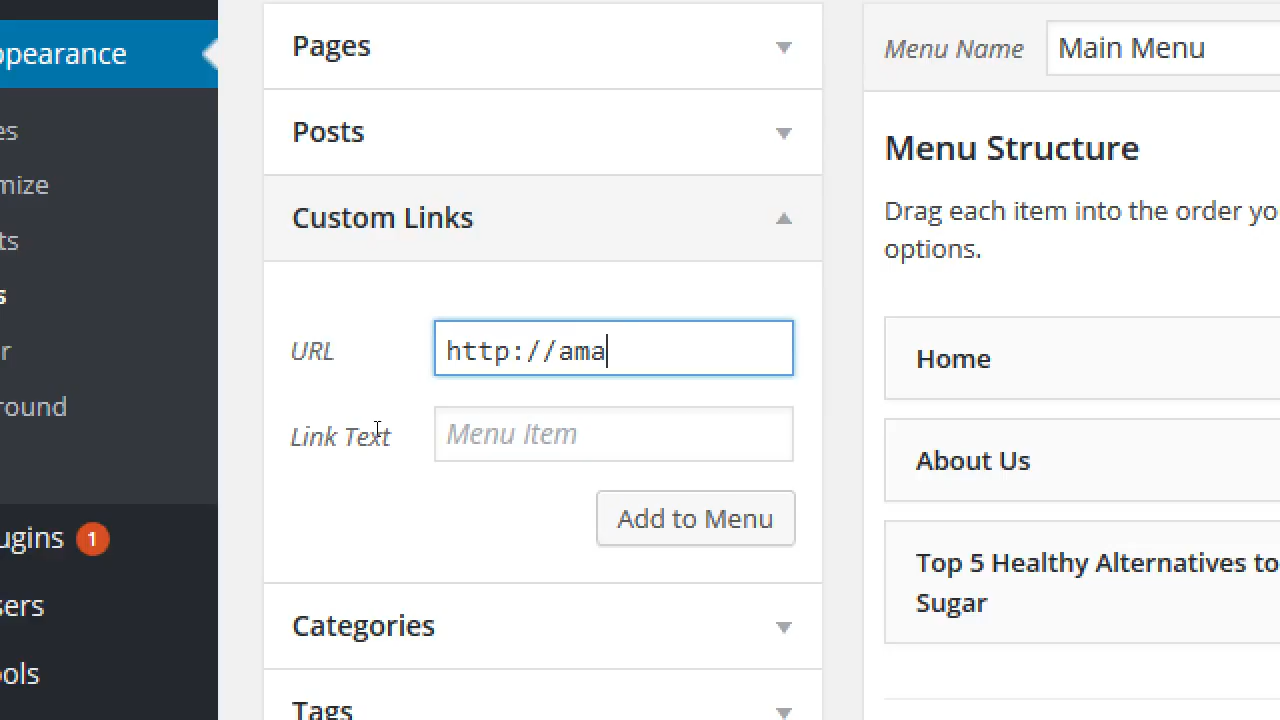 ppearance
es
mize
ts
s
r
round
ugins 1
sers
ols
Pages
Posts
Custom Links
URL http://ama
Link Text Menu Item
Add to Menu
Categories
Tags
Menu Name Main Menu
Menu Structure
Drag each item into the order yo
options.
Home
About Us
Top 5 Healthy Alternatives to
Sugar